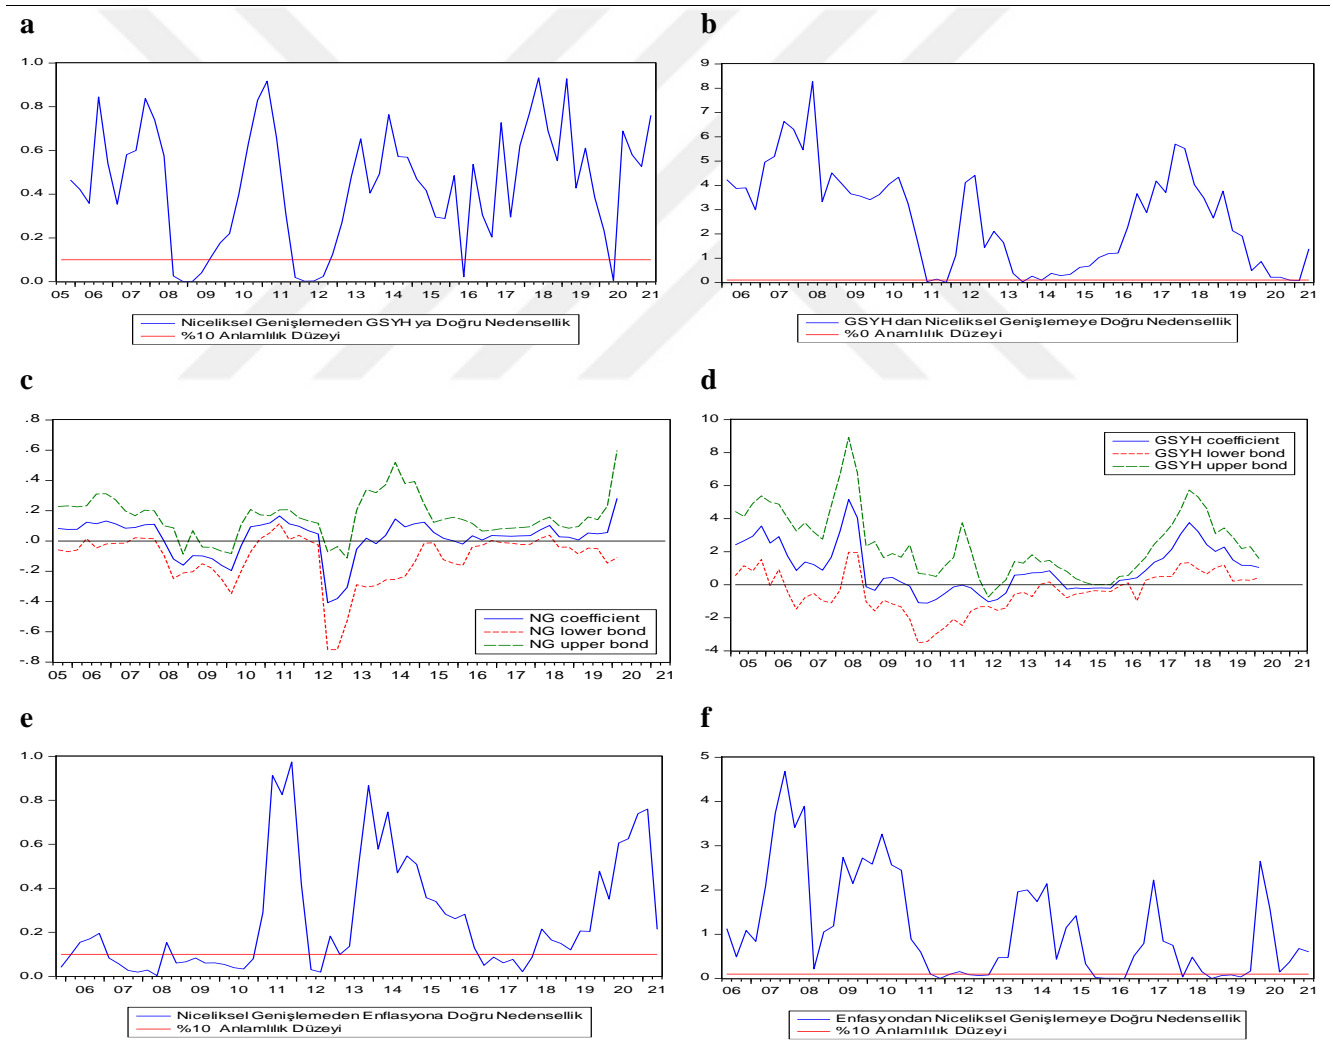 a
1.0
0.8
0.6
0.4
0.2
0.0
05 06 07 08 09 10 11 12 13 14 15 16 17 18 19 20 21
Niceliksel Genişlemeden GSYH ya Doğru Nedensellik
%10 Anlamlılık Düzeyi
b
9
8
7
6
5
4
3
2
1
0
06 07 08 09 10 11 12 13 14 15 16 17 18 19 20 21
GSYH dan Niceliksel Genişlemeye Doğru Nedensellik
%0 Anamlılık Düzeyi
c
.8
.6
.4
.2
.0
-.2
-.4
-.6
-.8
05 06 07 08 09 10 11 12 13 14 15 16 17 18 19 20 21
NG coefficient
NG lower bond
NG upper bond
d
10
8
6
4
2
0
-2
-4
05 06 07 08 09 10 11 12 13 14 15 16 17 18 19 20 21
GSYH coefficient
GSYH lower bond
GSYH upper bond
e
1.0
0.8
0.6
0.4
0.2
0.0
06 07 08 09 10 11 12 13 14 15 16 17 18 19 20 21
Niceliksel Genişlemeden Enflasyona Doğru Nedensellik
%10 Anlamlılık Düzeyi
f
5
4
3
2
1
0
06 07 08 09 10 11 12 13 14 15 16 17 18 19 20 21
Enfasyondan Niceliksel Genişlemeye Doğru Nedensellik
%10 Anlamlılık Düzeyi